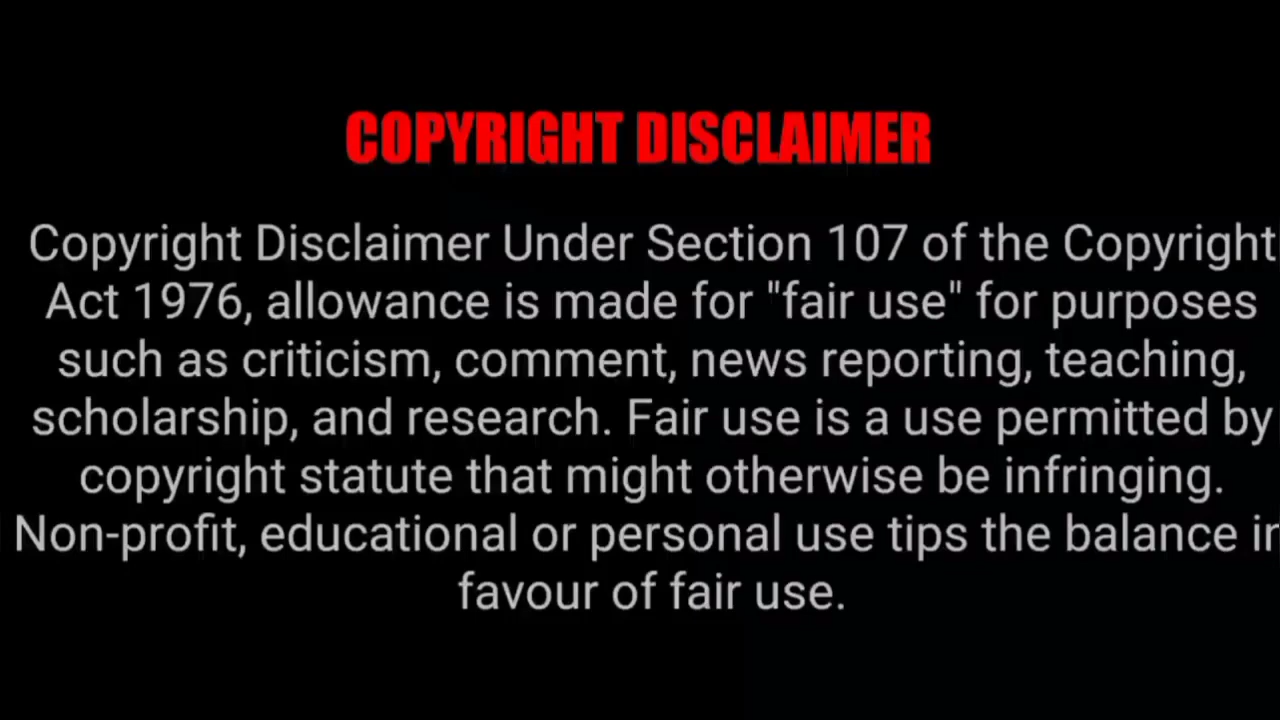 COPYRIGHT DISCLAIMER
Copyright Disclaimer Under Section 107 of the Copyright
Act 1976, allowance is made for "fair use" for purposes
such as criticism, comment, news reporting, teaching,
scholarship, and research. Fair use is a use permitted by
copyright statute that might otherwise be infringing.
Non-profit, educational or personal use tips the balance in
favour of fair use.